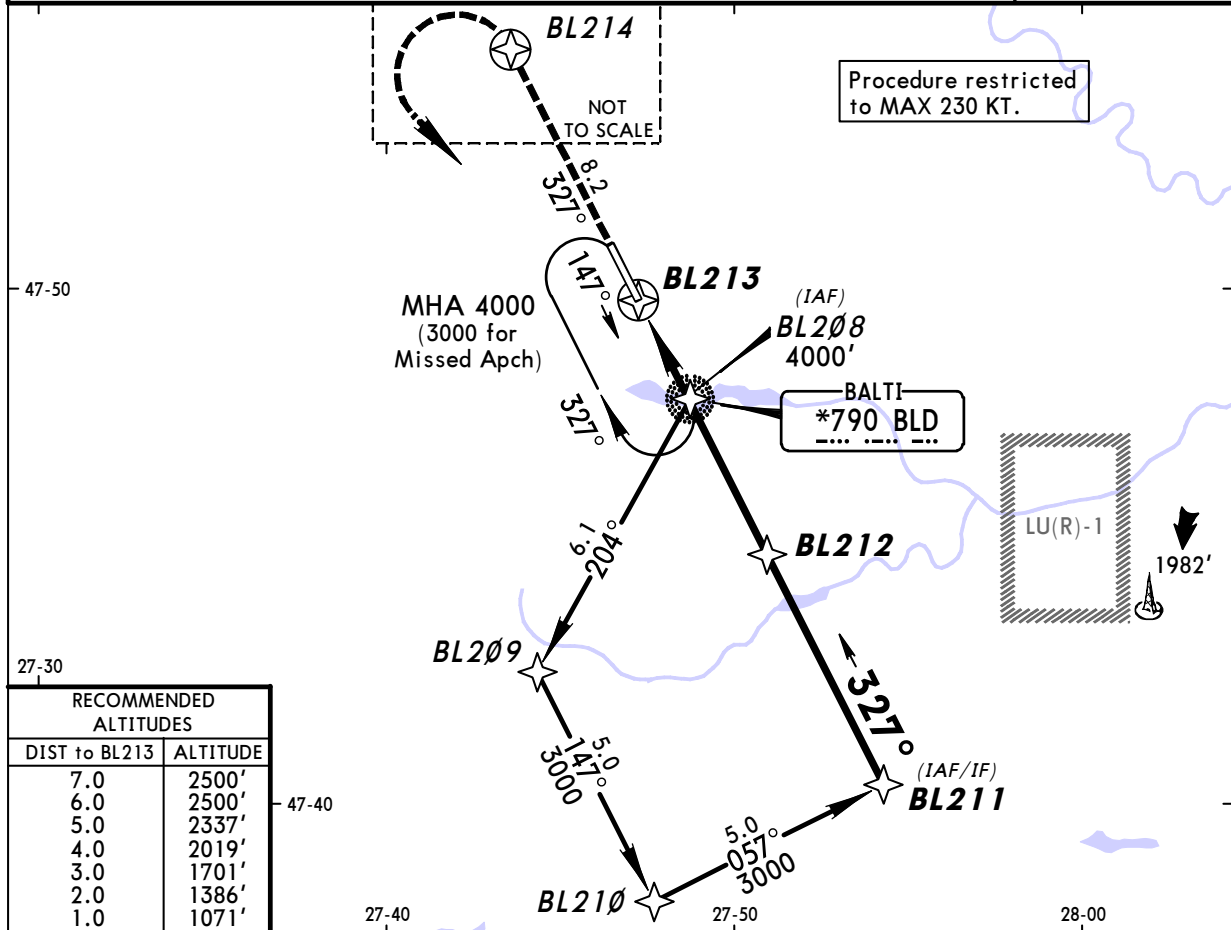 BL214
NOT
TO SCALE
Procedure restricted
to MAX 230 KT.
8.2
327°
147°
47-50
MHA 4000
(3000 for
Missed Apch)
BL213
(IAF)
BL2Ø8
4000'
BALTI
*790 BLD
-... .-.. -..
327°
6.1
204°
BL212
LU(R)-1
1982'
BL2Ø9
27-30
327°
5.0
147°
3000
(IAF/IF)
BL211
5.0
057°
3000
BL21Ø
RECOMMENDED
ALTITUDES
DIST to BL213 ALTITUDE
7.0 2500'
6.0 2500'
5.0 2337'
4.0 2019'
3.0 1701'
2.0 1386'
1.0 1071'
47-40
27-40
27-50
28-00